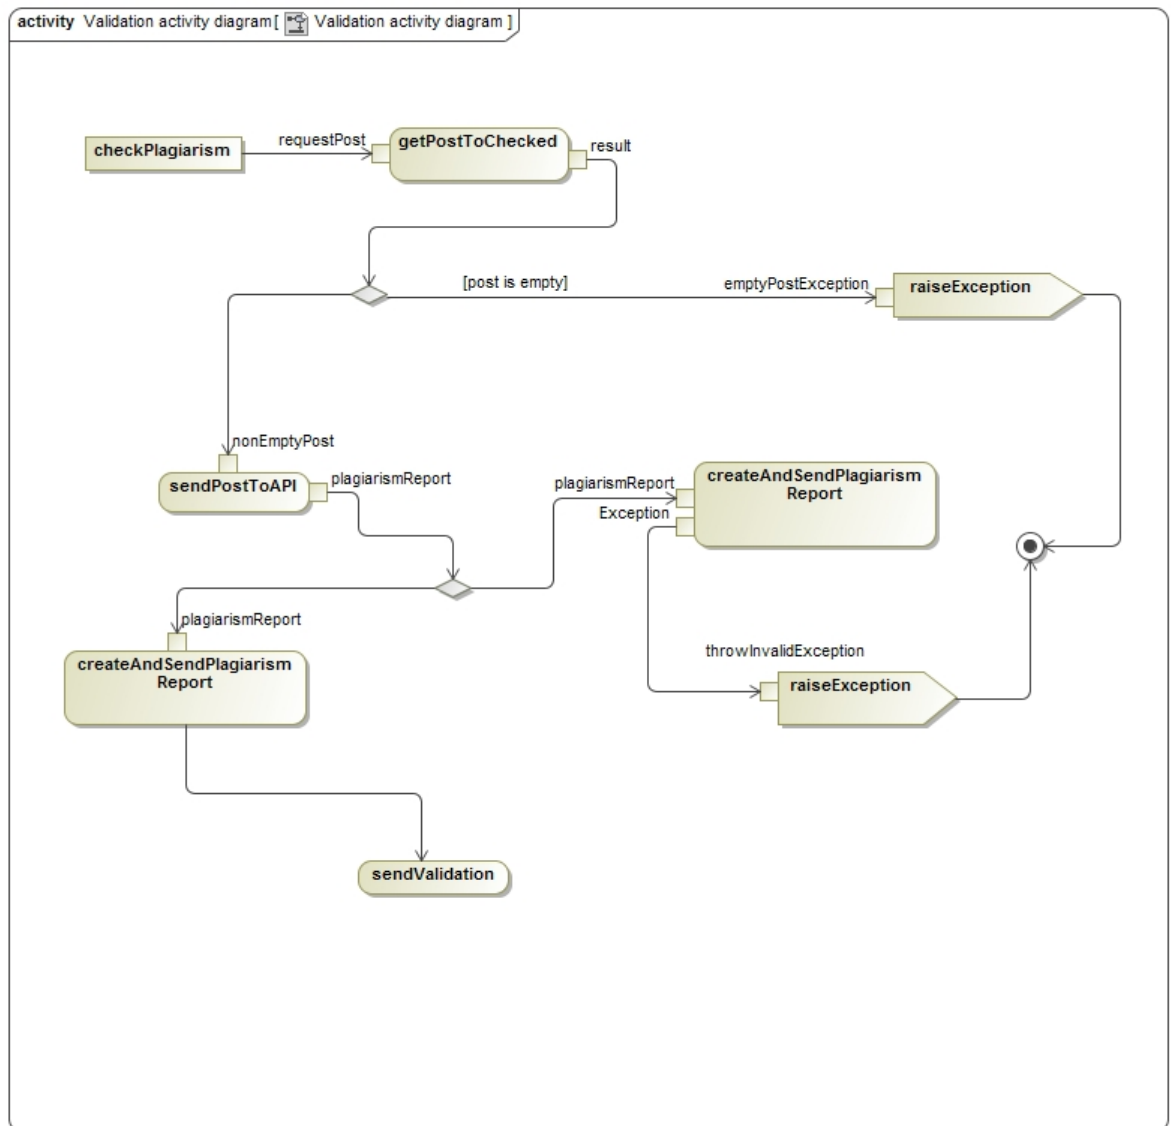 activity Validation activity diagram[ Validation activity diagram ]
checkPlagiarism
requestPost
getPostToChecked
result
[post is empty]
emptyPostException
raiseException
nonEmptyPost
sendPostToAPI
plagiarismReport
plagiarismReport
Exception
createAndSendPlagiarism
Report
plagiarismReport
createAndSendPlagiarism
Report
throwInvalidException
raiseException
sendValidation